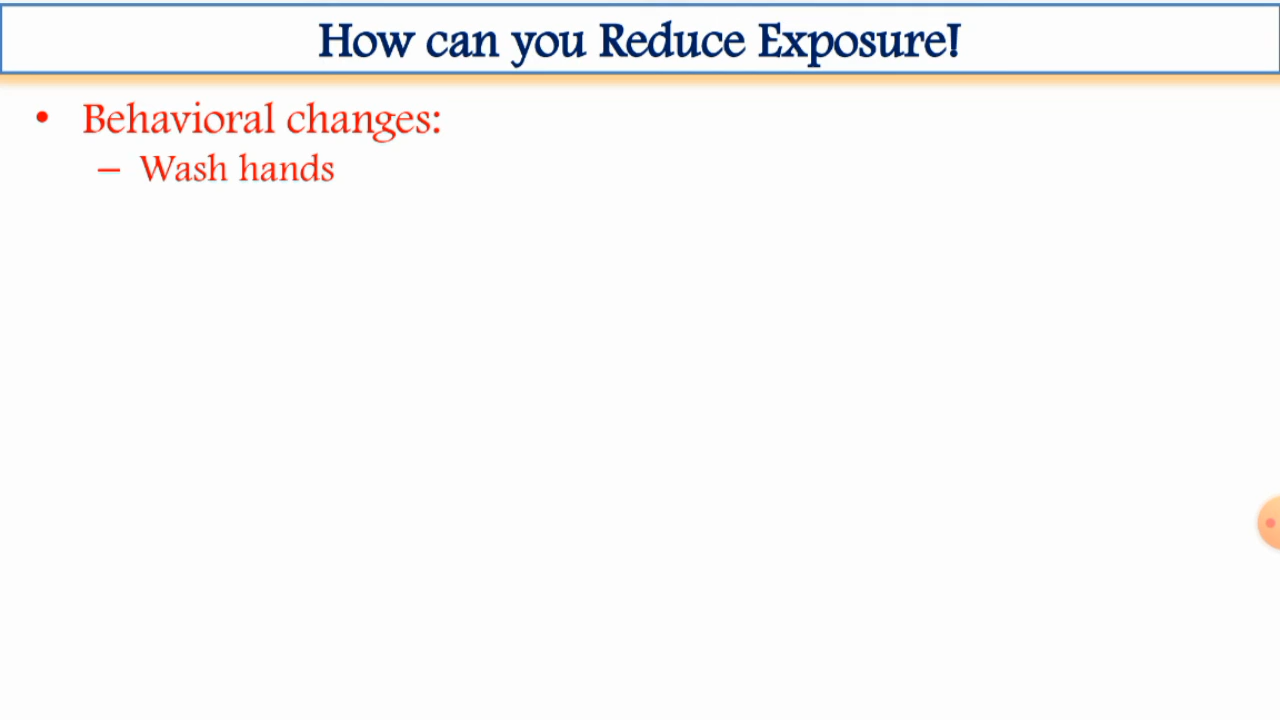 How can you Reduce Exposure!
• Behavioral changes:
– Wash hands